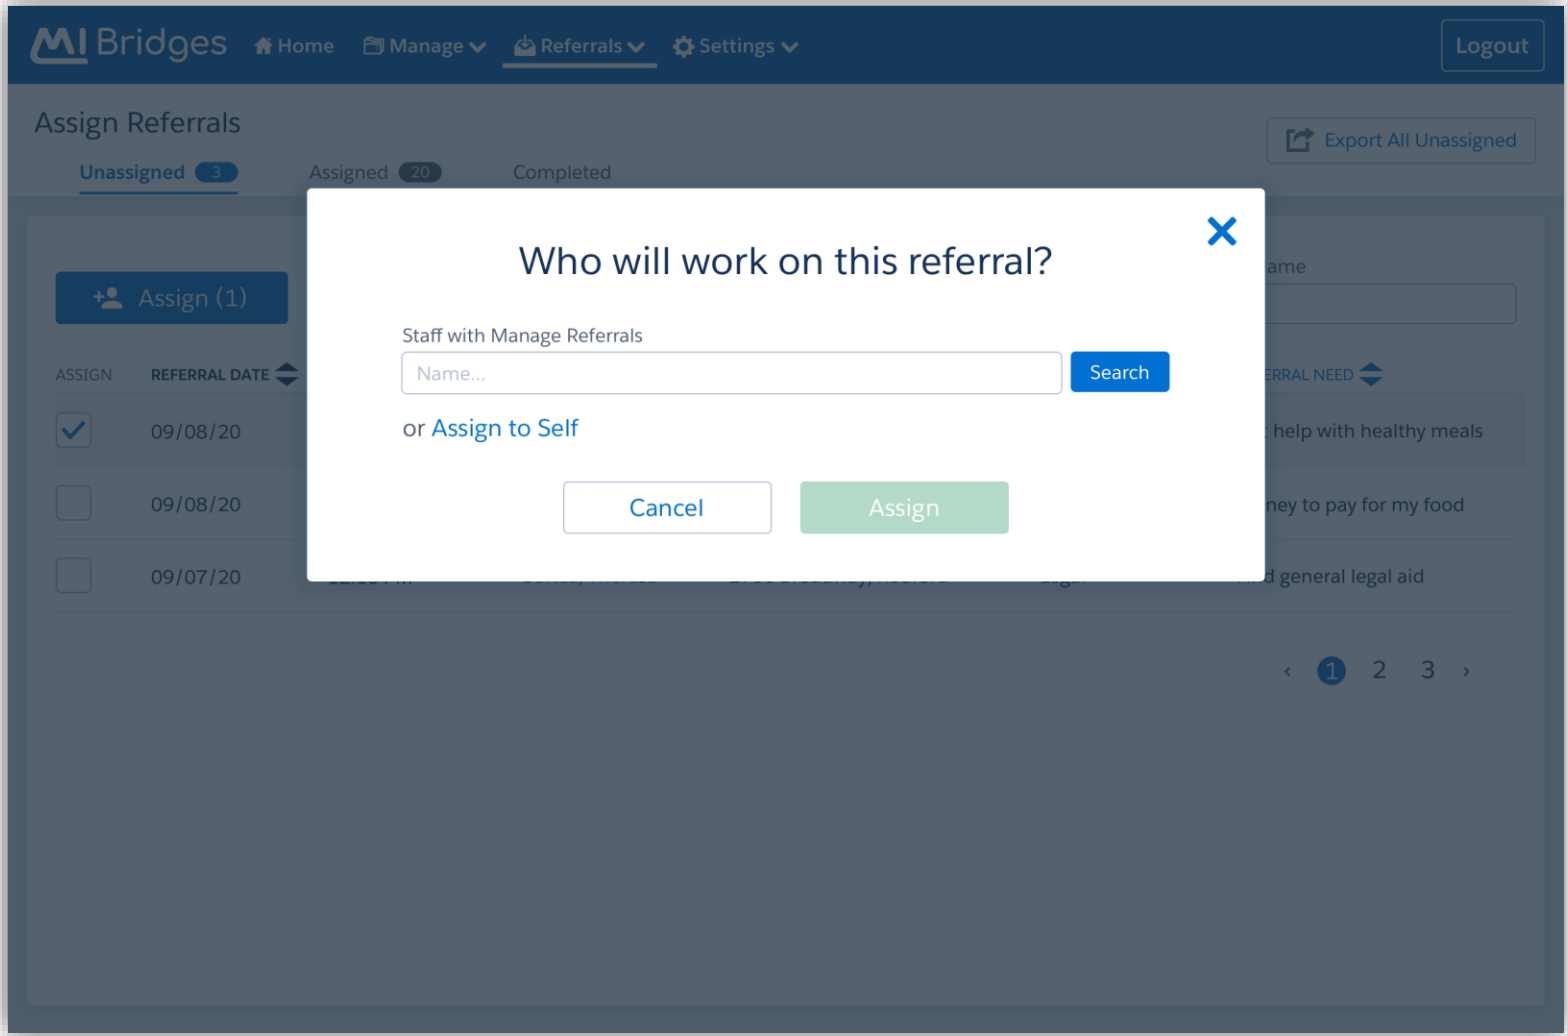 MI Bridges Home Manage Referrals Settings Logout
Assign Referrals
Export All Unassigned
Unassigned 3 Assigned 20 Completed
Who will work on this referral?
Assign (1)
Staff with Manage Referrals
Name...
Search
or Assign to Self
Cancel Assign
ASSIGN REFERRAL DATE NEED
09/08/20 help with healthy meals
09/08/20 to pay for my food
09/07/20 general legal aid
‹ 1 2 3 ›